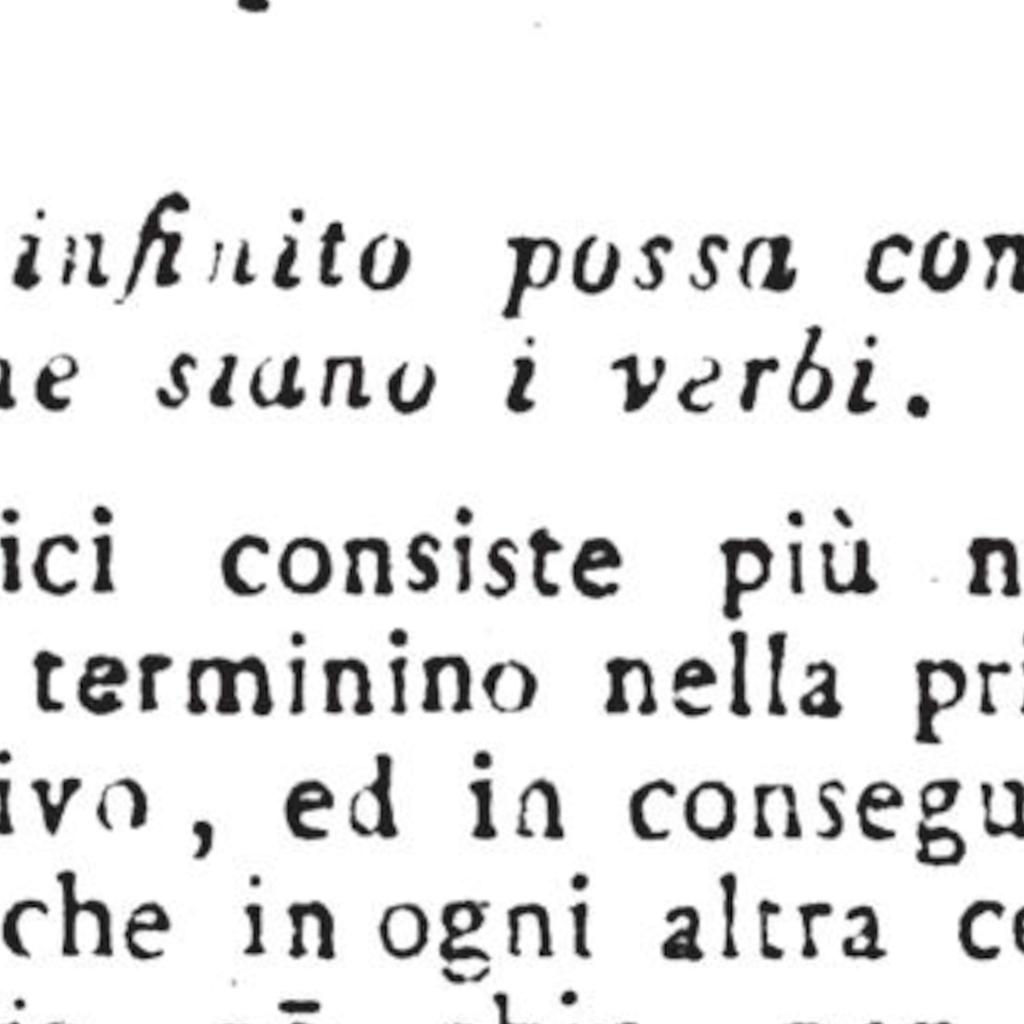 infinito possa con
ne siano i verbi.
ici consiste più n
terminino nella pri
ivo, ed in consegu
che in ogni altra co